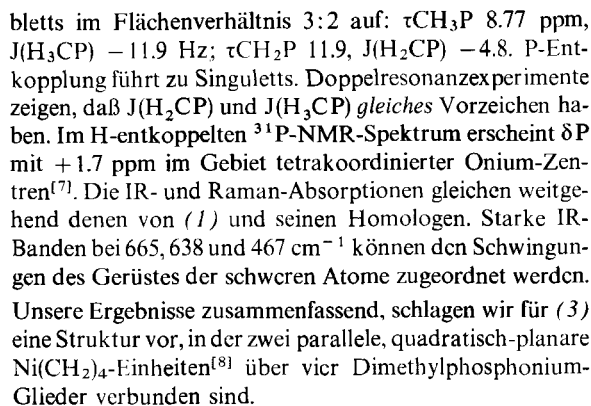 bletts im Flächenverhältnis 3:2 auf: τCH₃P 8.77 ppm,
J(H₃CP) −11.9 Hz; τCH₂P 11.9, J(H₂CP) −4.8. P-Ent-
kopplung führt zu Singuletts. Doppelresonanzexperimente
zeigen, daß J(H₂CP) und J(H₃CP) gleiches Vorzeichen ha-
ben. Im H-entkoppelten ³¹P-NMR-Spektrum erscheint δP
mit +1.7 ppm im Gebiet tetrakoordinierter Onium-Zen-
tren[7]. Die IR- und Raman-Absorptionen gleichen weitge-
hend denen von (1) und seinen Homologen. Starke IR-
Banden bei 665, 638 und 467 cm⁻¹ können den Schwingun-
gen des Gerüstes der schweren Atome zugeordnet werden.
Unsere Ergebnisse zusammenfassend, schlagen wir für (3)
eine Struktur vor, in der zwei parallele, quadratisch-planare
Ni(CH₂)₄-Einheiten[8] über vier Dimethylphosphonium-
Glieder verbunden sind.